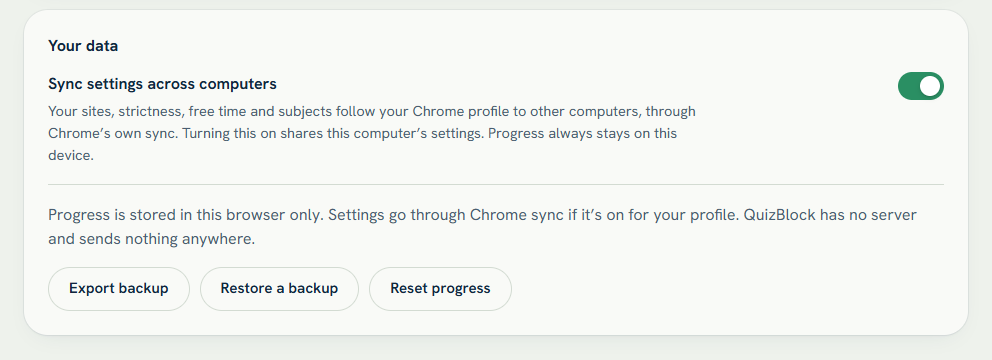 Your data
Sync settings across computers
Your sites, strictness, free time and subjects follow your Chrome profile to other computers, through
Chrome’s own sync. Turning this on shares this computer’s settings. Progress always stays on this
device.
Progress is stored in this browser only. Settings go through Chrome sync if it’s on for your profile. QuizBlock has no server
and sends nothing anywhere.
Export backup
Restore a backup
Reset progress